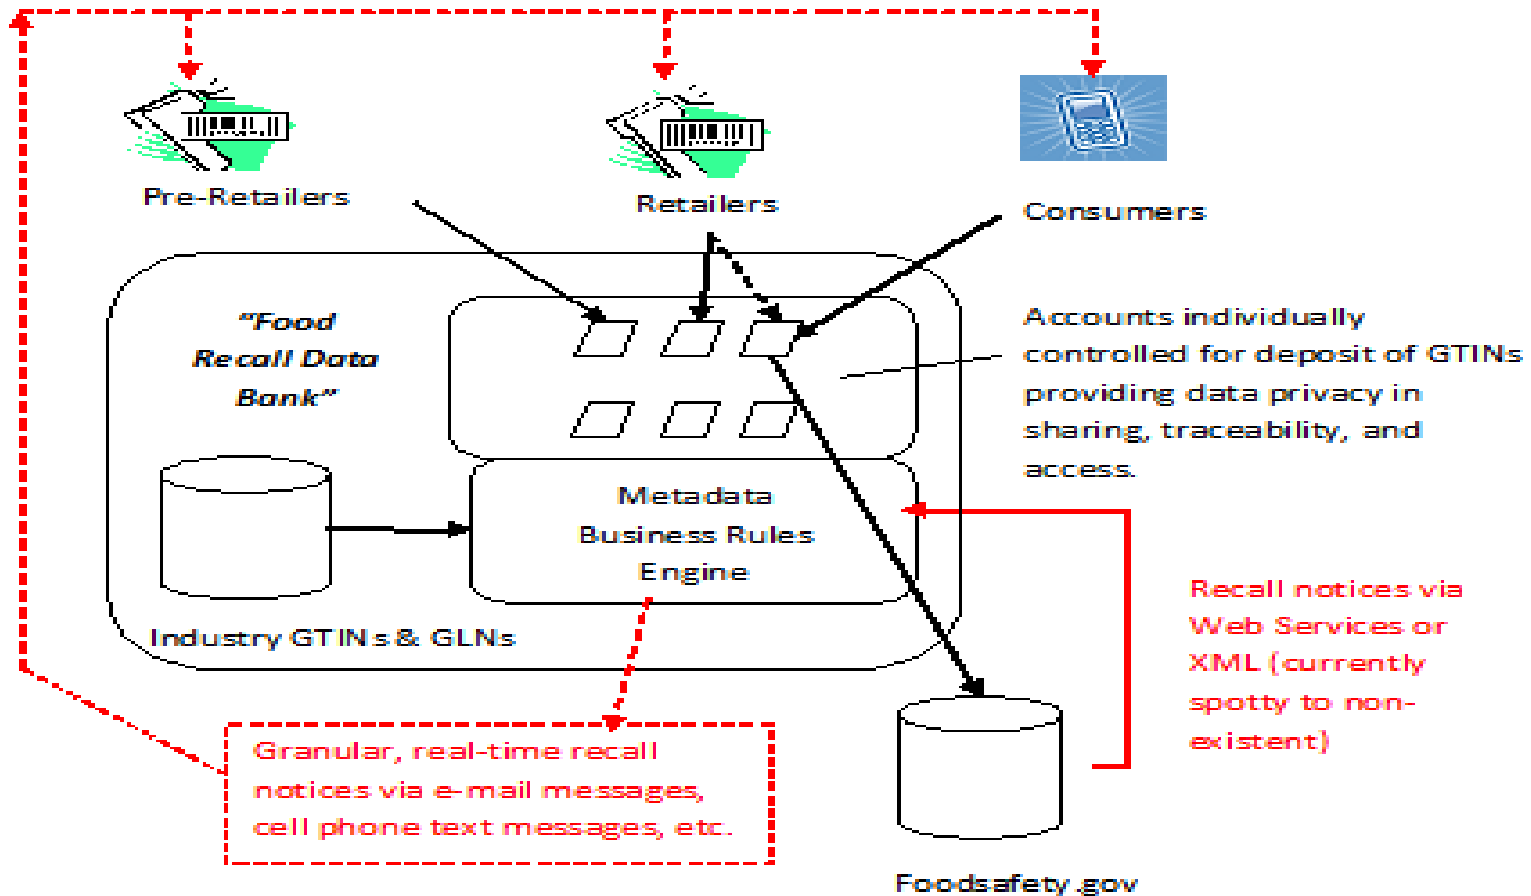 Pre-Retailers
Retailers
Consumers
"Food
Recall Data
Bank"
Accounts individually
controlled for deposit of GTINs
providing data privacy in
sharing, traceability, and
access.
Metadada
Business Rules
Engine
Industry GTINs & GLNs
Recall notices via
Web Services or
XML (currently
spotty to non-
existent)
Granular, real-time recall
notices via e-mail messages,
cell phone text messages, etc.
Foodsafety.gov